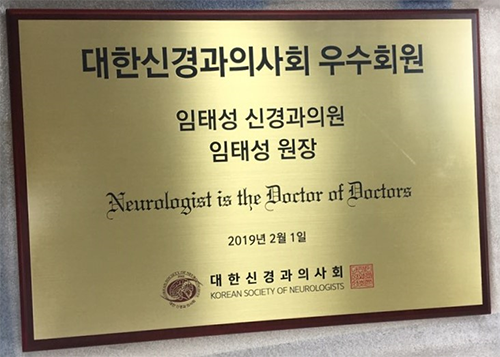 대한신경과의사회 우수회원
임태성 신경과의원
임태성 원장
Neurologist is the Doctor of Doctors
2019년 2월 1일
대한신경과의사회
KOREAN SOCIETY OF NEUROLOGISTS